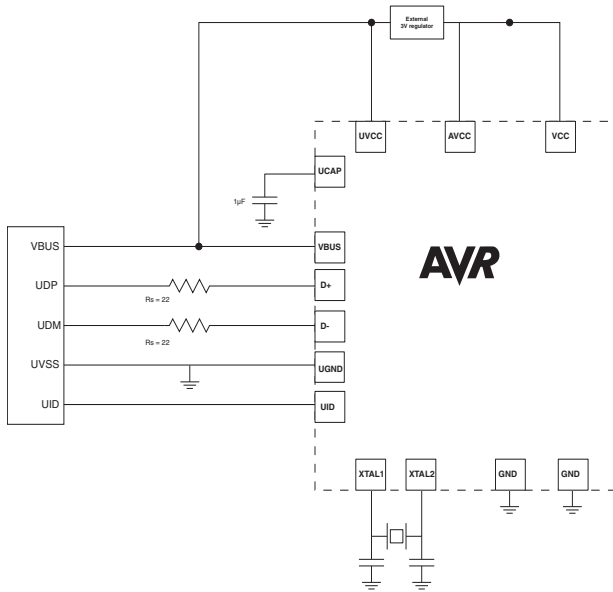 External
3V regulator
UVCC
AVCC
VCC
UCAP
1µF
VBUS
VBUS
UDP
D+
Rs = 22
UDM
D-
Rs = 22
UVSS
UGND
UID
UID
AVR
XTAL1
XTAL2
GND
GND